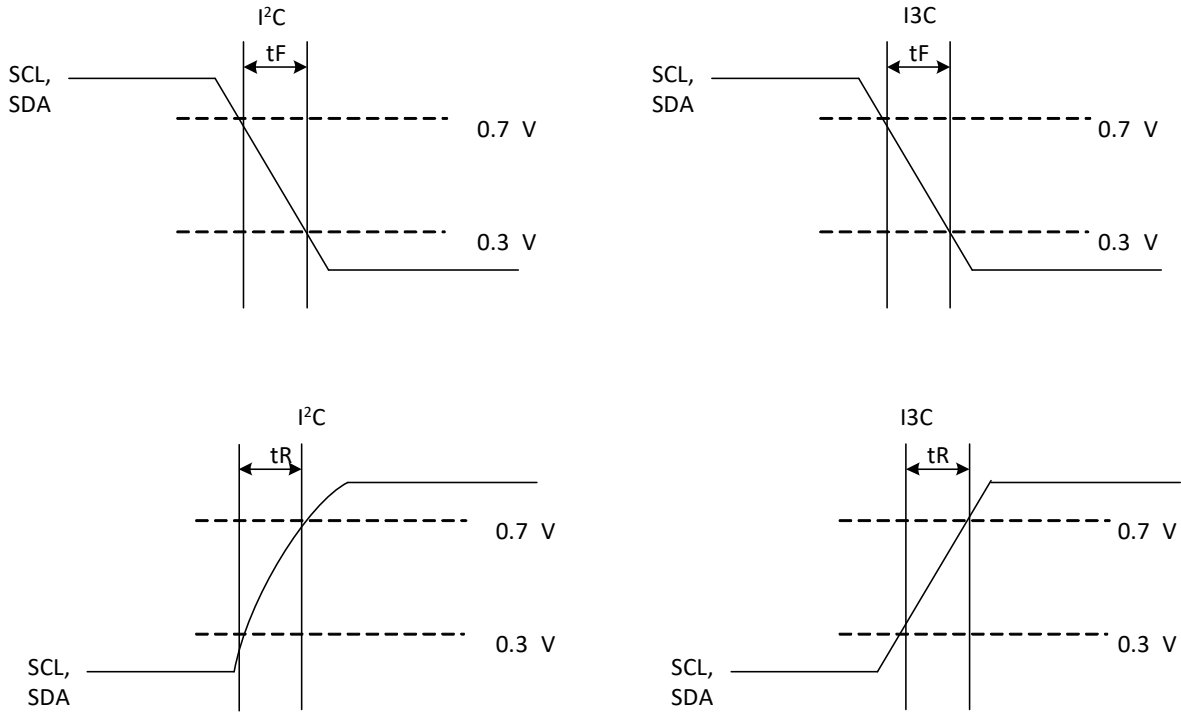 I²C
tF
SCL,
SDA
0.7 V
0.3 V
I3C
tF
SCL,
SDA
0.7 V
0.3 V
I²C
tR
0.7 V
0.3 V
SCL,
SDA
I3C
tR
0.7 V
0.3 V
SCL,
SDA